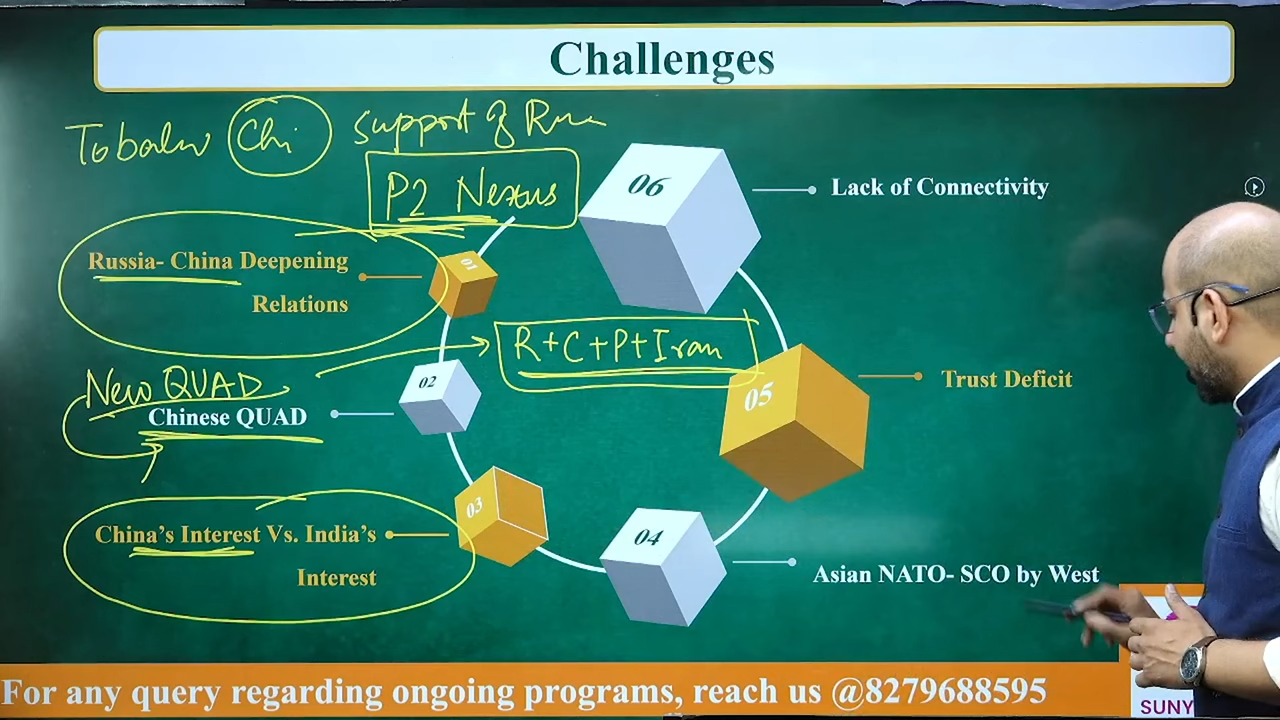 Challenges
To balan Chi support of Rus
P2 Nexus
06
Lack of Connectivity
01
Russia- China Deepening
Relations
R+C+P+Iran
New QUAD
02
Chinese QUAD
05
Trust Deficit
03
China's Interest Vs. India's
Interest
04
Asian NATO- SCO by West
For any query regarding ongoing programs, reach us @8279688595
SUNY